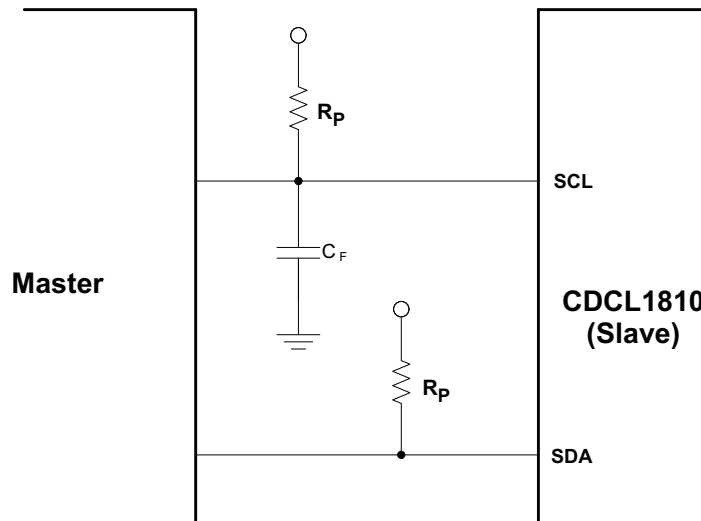 RP
SCL
CF
Master
CDCL1810
(Slave)
RP
SDA